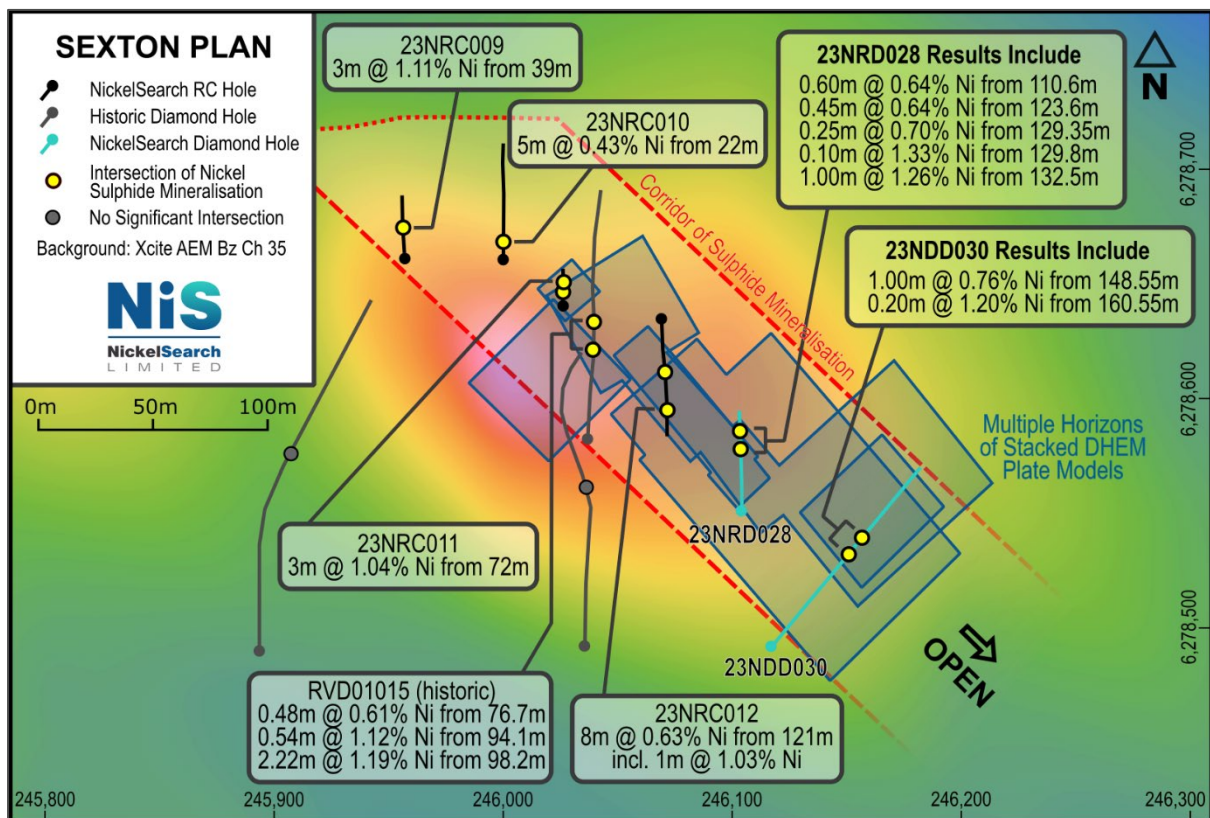 SEXTON PLAN
NickelSearch RC Hole
Historic Diamond Hole
NickelSearch Diamond Hole
Intersection of Nickel
Sulphide Mineralisation
No Significant Intersection
Background: Xcite AEM Bz Ch 35
NiS
NickelSearch
LIMITED
0m 50m 100m
23NRC009
3m @ 1.11% Ni from 39m
23NRC010
5m @ 0.43% Ni from 22m
23NRD028 Results Include
0.60m @ 0.64% Ni from 110.6m
0.45m @ 0.64% Ni from 123.6m
0.25m @ 0.70% Ni from 129.35m
0.10m @ 1.33% Ni from 129.8m
1.00m @ 1.26% Ni from 132.5m
N
6,278,700
Corridor of Sulphide Mineralisation
23NDD030 Results Include
1.00m @ 0.76% Ni from 148.55m
0.20m @ 1.20% Ni from 160.55m
6,278,600
Multiple Horizons
of Stacked DHEM
Plate Models
23NRD028
23NRC011
3m @ 1.04% Ni from 72m
6,278,500
23NDD030
OPEN
RVD01015 (historic)
0.48m @ 0.61% Ni from 76.7m
0.54m @ 1.12% Ni from 94.1m
2.22m @ 1.19% Ni from 98.2m
23NRC012
8m @ 0.63% Ni from 121m
incl. 1m @ 1.03% Ni
245,800 245,900 246,000 246,100 246,200 246,300